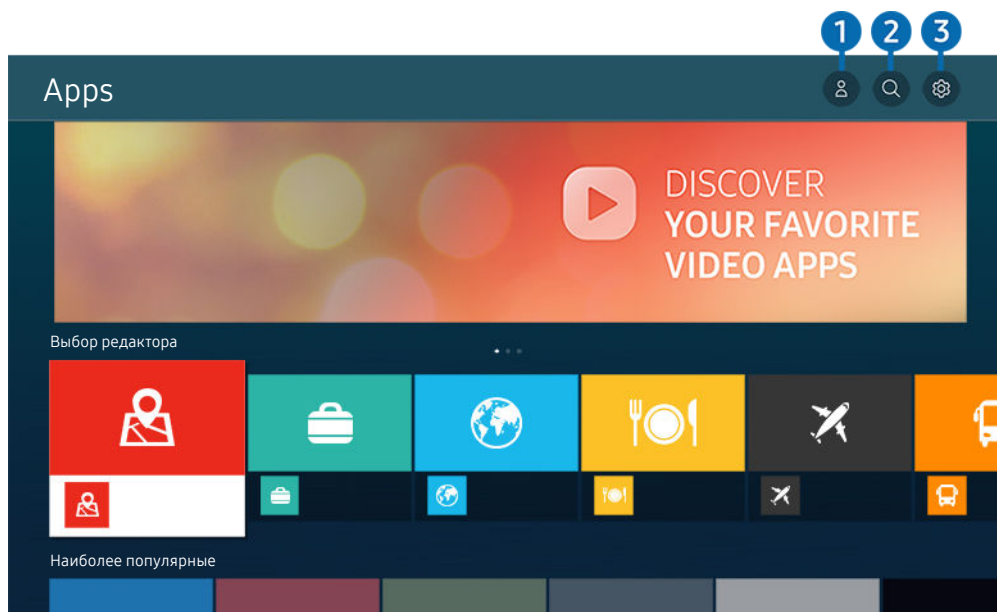 1 2 3
Apps
DISCOVER
YOUR FAVORITE
VIDEO APPS
Выбор редактора
Наиболее популярные